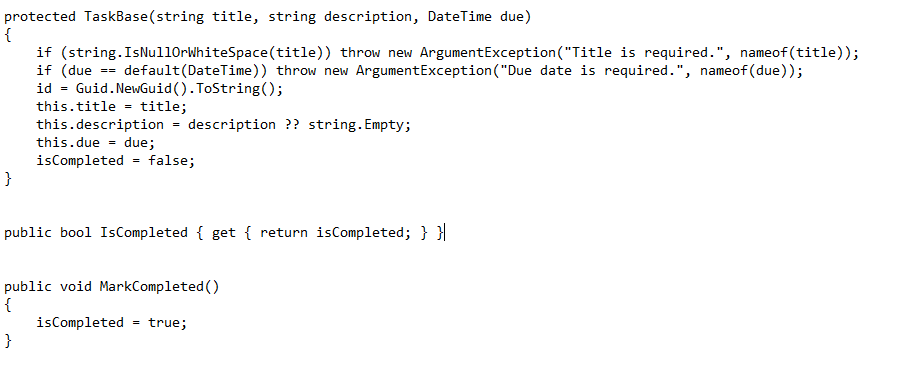 protected TaskBase(string title, string description, DateTime due)
{
    if (string.IsNullOrWhiteSpace(title)) throw new ArgumentException("Title is required.", nameof(title));
    if (due == default(DateTime)) throw new ArgumentException("Due date is required.", nameof(due));
    id = Guid.NewGuid().ToString();
    this.title = title;
    this.description = description ?? string.Empty;
    this.due = due;
    isCompleted = false;
}
public bool IsCompleted { get { return isCompleted; } }
public void MarkCompleted()
{
    isCompleted = true;
}